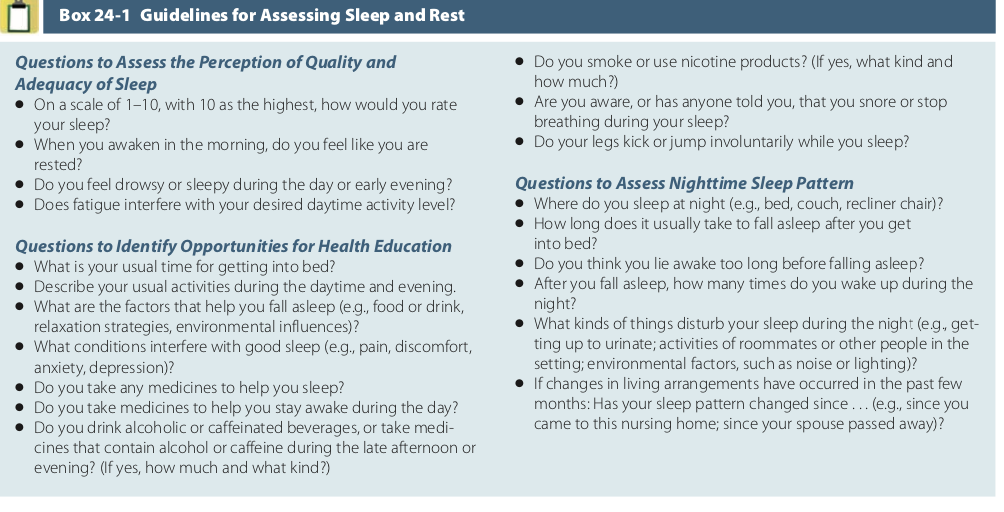 Box 24-1 Guidelines for Assessing Sleep and Rest
Questions to Assess the Perception of Quality and
Adequacy of Sleep
● On a scale of 1–10, with 10 as the highest, how would you rate
your sleep?
● When you awaken in the morning, do you feel like you are
rested?
● Do you feel drowsy or sleepy during the day or early evening?
● Does fatigue interfere with your desired daytime activity level?
Questions to Identify Opportunities for Health Education
● What is your usual time for getting into bed?
● Describe your usual activities during the daytime and evening.
● What are the factors that help you fall asleep (e.g., food or drink,
relaxation strategies, environmental influences)?
● What conditions interfere with good sleep (e.g., pain, discomfort,
anxiety, depression)?
● Do you take any medicines to help you sleep?
● Do you take medicines to help you stay awake during the day?
● Do you drink alcoholic or caffeinated beverages, or take medi-
cines that contain alcohol or caffeine during the late afternoon or
evening? (If yes, how much and what kind?)
● Do you smoke or use nicotine products? (If yes, what kind and
how much?)
● Are you aware, or has anyone told you, that you snore or stop
breathing during your sleep?
● Do your legs kick or jump involuntarily while you sleep?
Questions to Assess Nighttime Sleep Pattern
● Where do you sleep at night (e.g., bed, couch, recliner chair)?
● How long does it usually take to fall asleep after you get
into bed?
● Do you think you lie awake too long before falling asleep?
● After you fall asleep, how many times do you wake up during the
night?
● What kinds of things disturb your sleep during the night (e.g., get-
ting up to urinate; activities of roommates or other people in the
setting; environmental factors, such as noise or lighting)?
● If changes in living arrangements have occurred in the past few
months: Has your sleep pattern changed since . . . (e.g., since you
came to this nursing home; since your spouse passed away)?